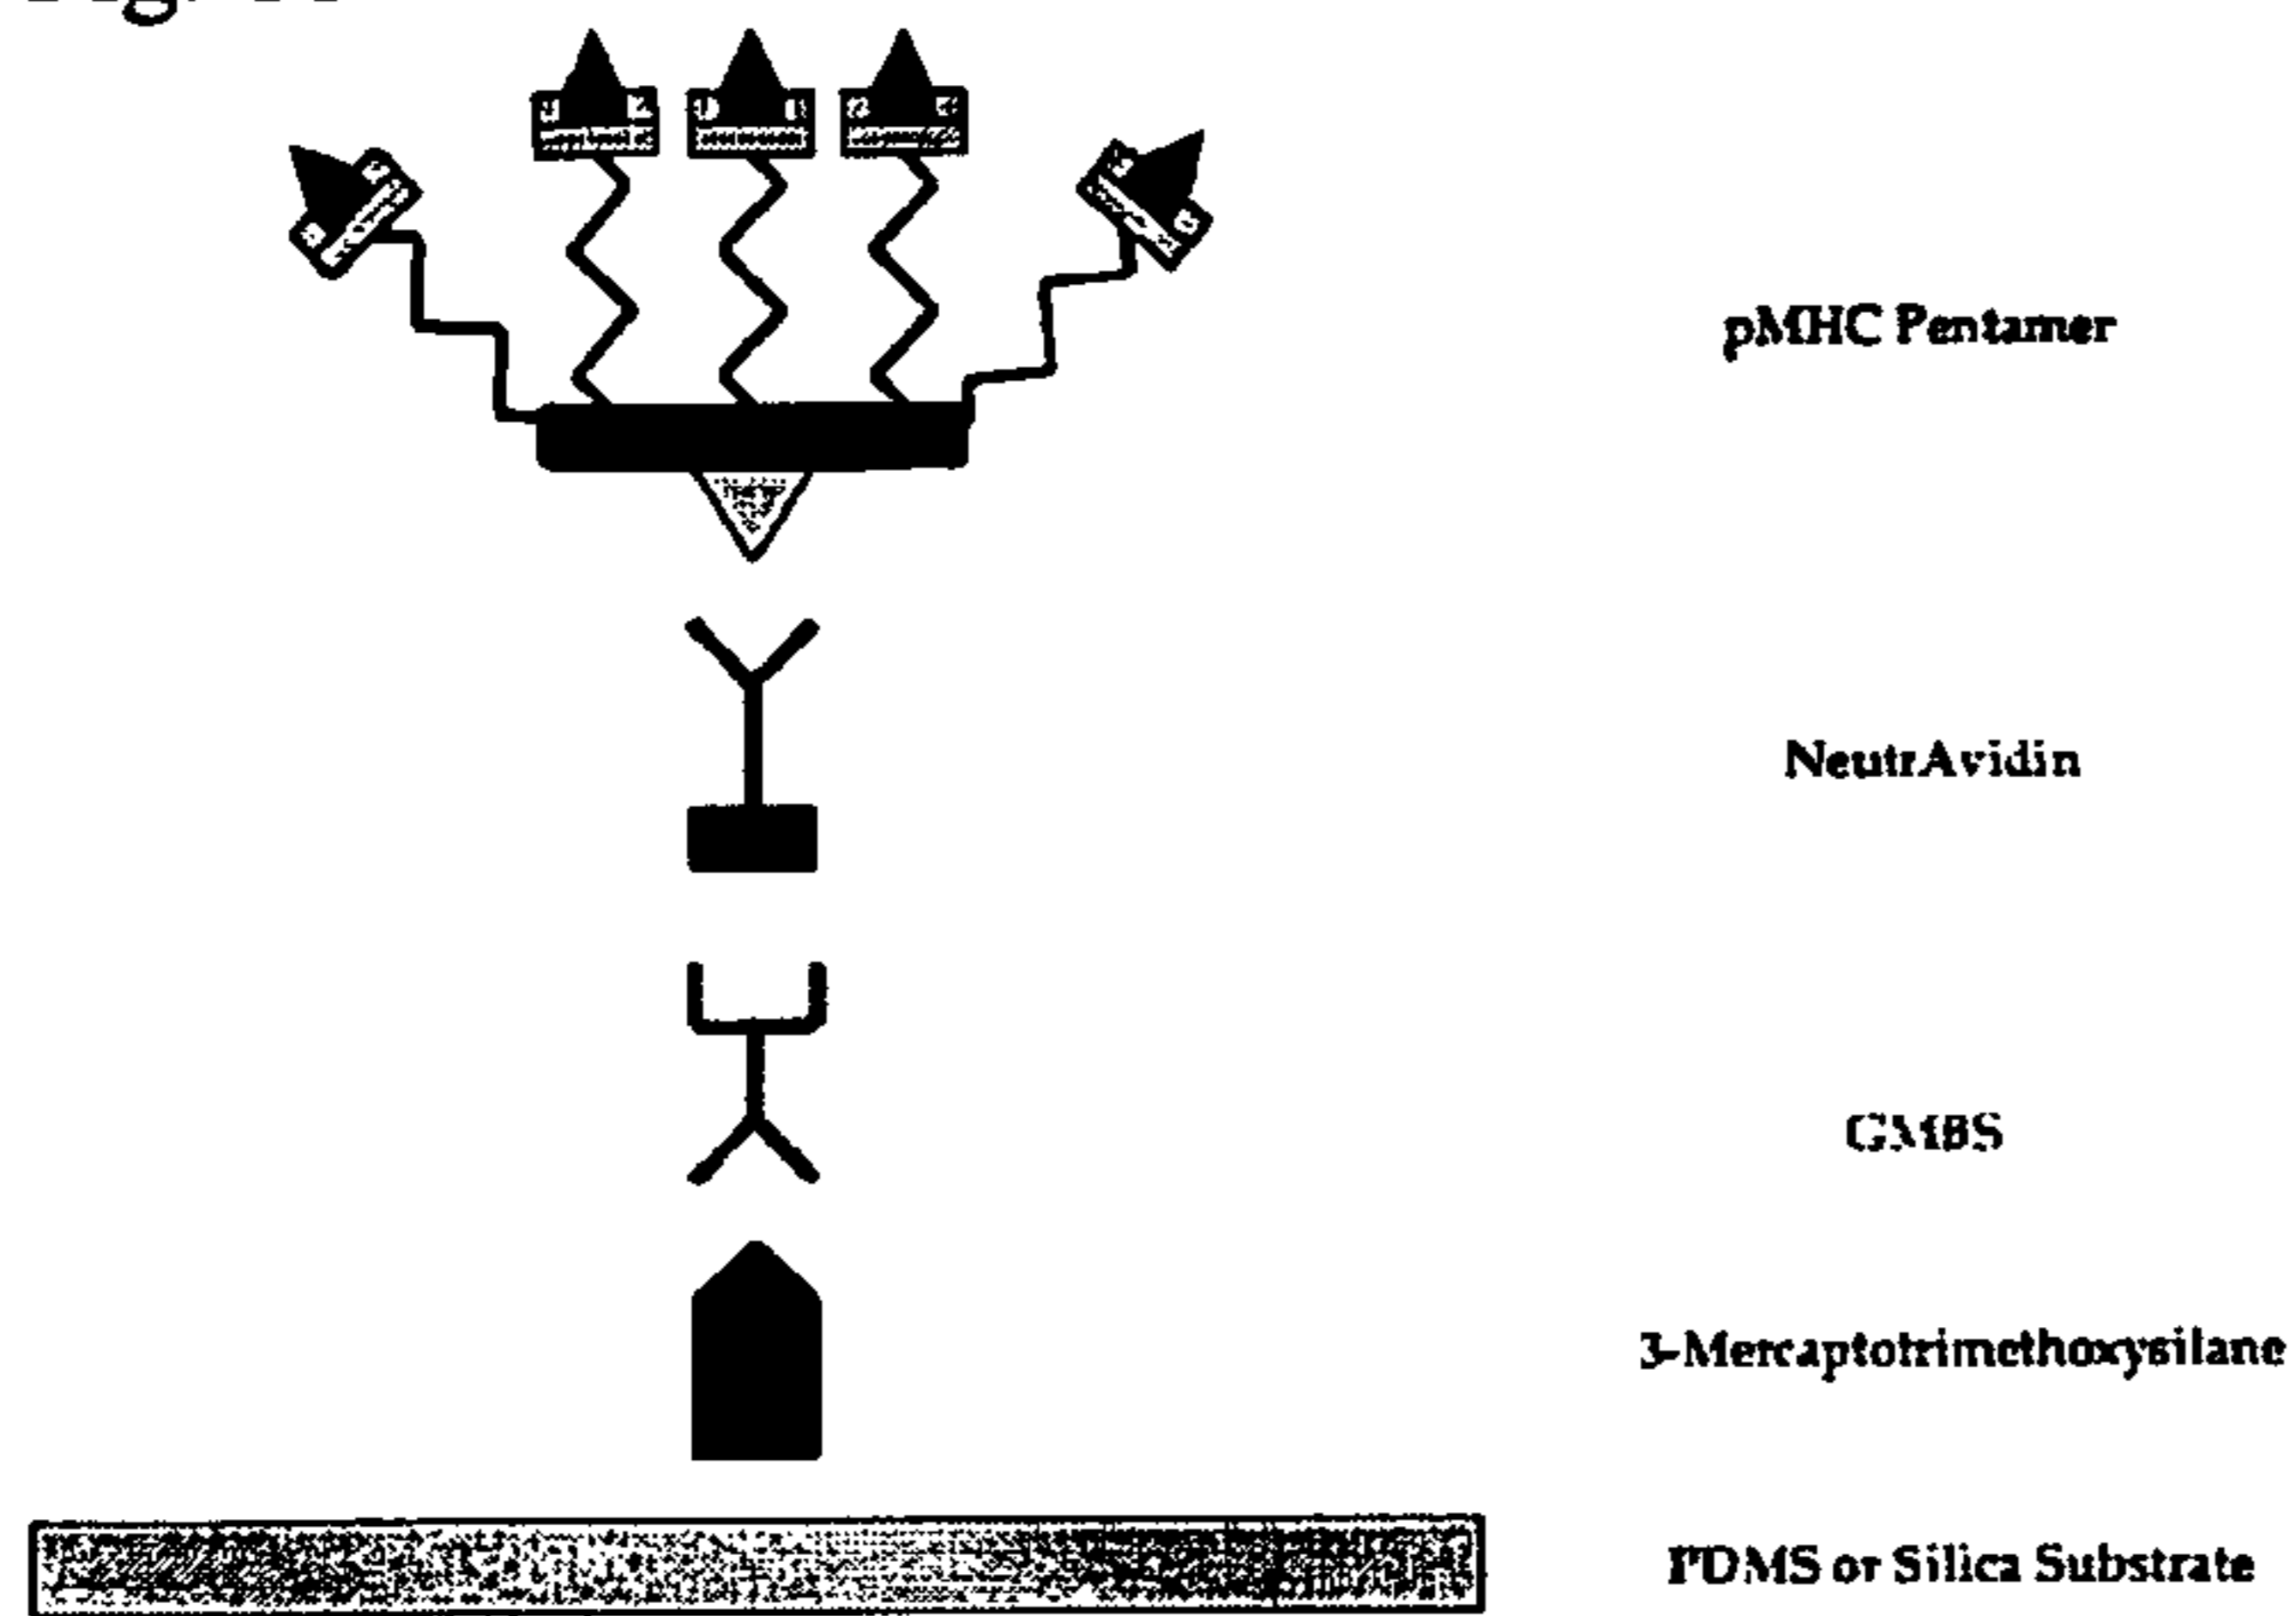 pMHC Pentamer
NeutrAvidin
GMBS
3-Mercaptotrimethoxysilane
PDMS or Silica Substrate